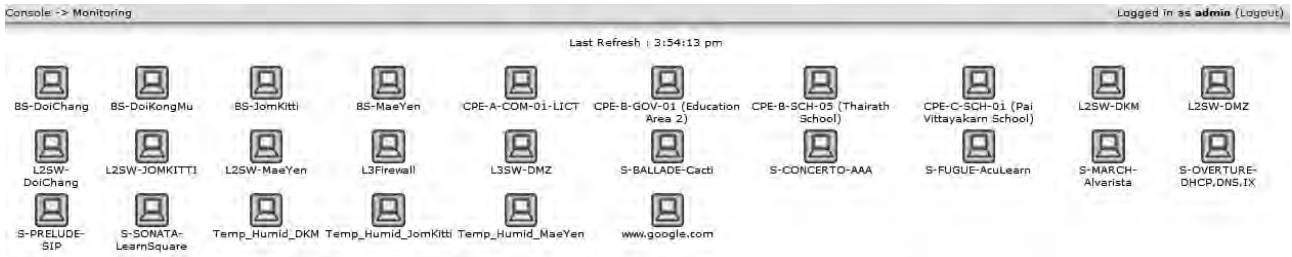 Console -> Monitoring
Logged in as admin (Logout)
Last Refresh : 3:54:13 pm
BS-DoiChang
BS-DoiKongMu
BS-JomKitti
BS-MaeYen
CPE-A-COM-01-LICT
CPE-B-GOV-01 (Education
Area 2)
CPE-B-SCH-05 (Thairath
School)
CPE-C-SCH-01 (Pai
Vittayakarn School)
L2SW-DKM
L2SW-DMZ
L2SW-
DoiChang
L2SW-JOMKITTI
L2SW-MaeYen
L3Firewall
L3SW-DMZ
S-BALLADE-Cacti
S-CONCERTO-AAA
S-FUGUE-AcuLearn
S-MARCH-
Alvarista
S-OVERTURE-
DHCP,DNS,IX
S-PRELUDE-
SIP
S-SONATA-
LearnSquare
Temp_Humid_DKM
Temp_Humid_JomKitti
Temp_Humid_MaeYen
www.google.com